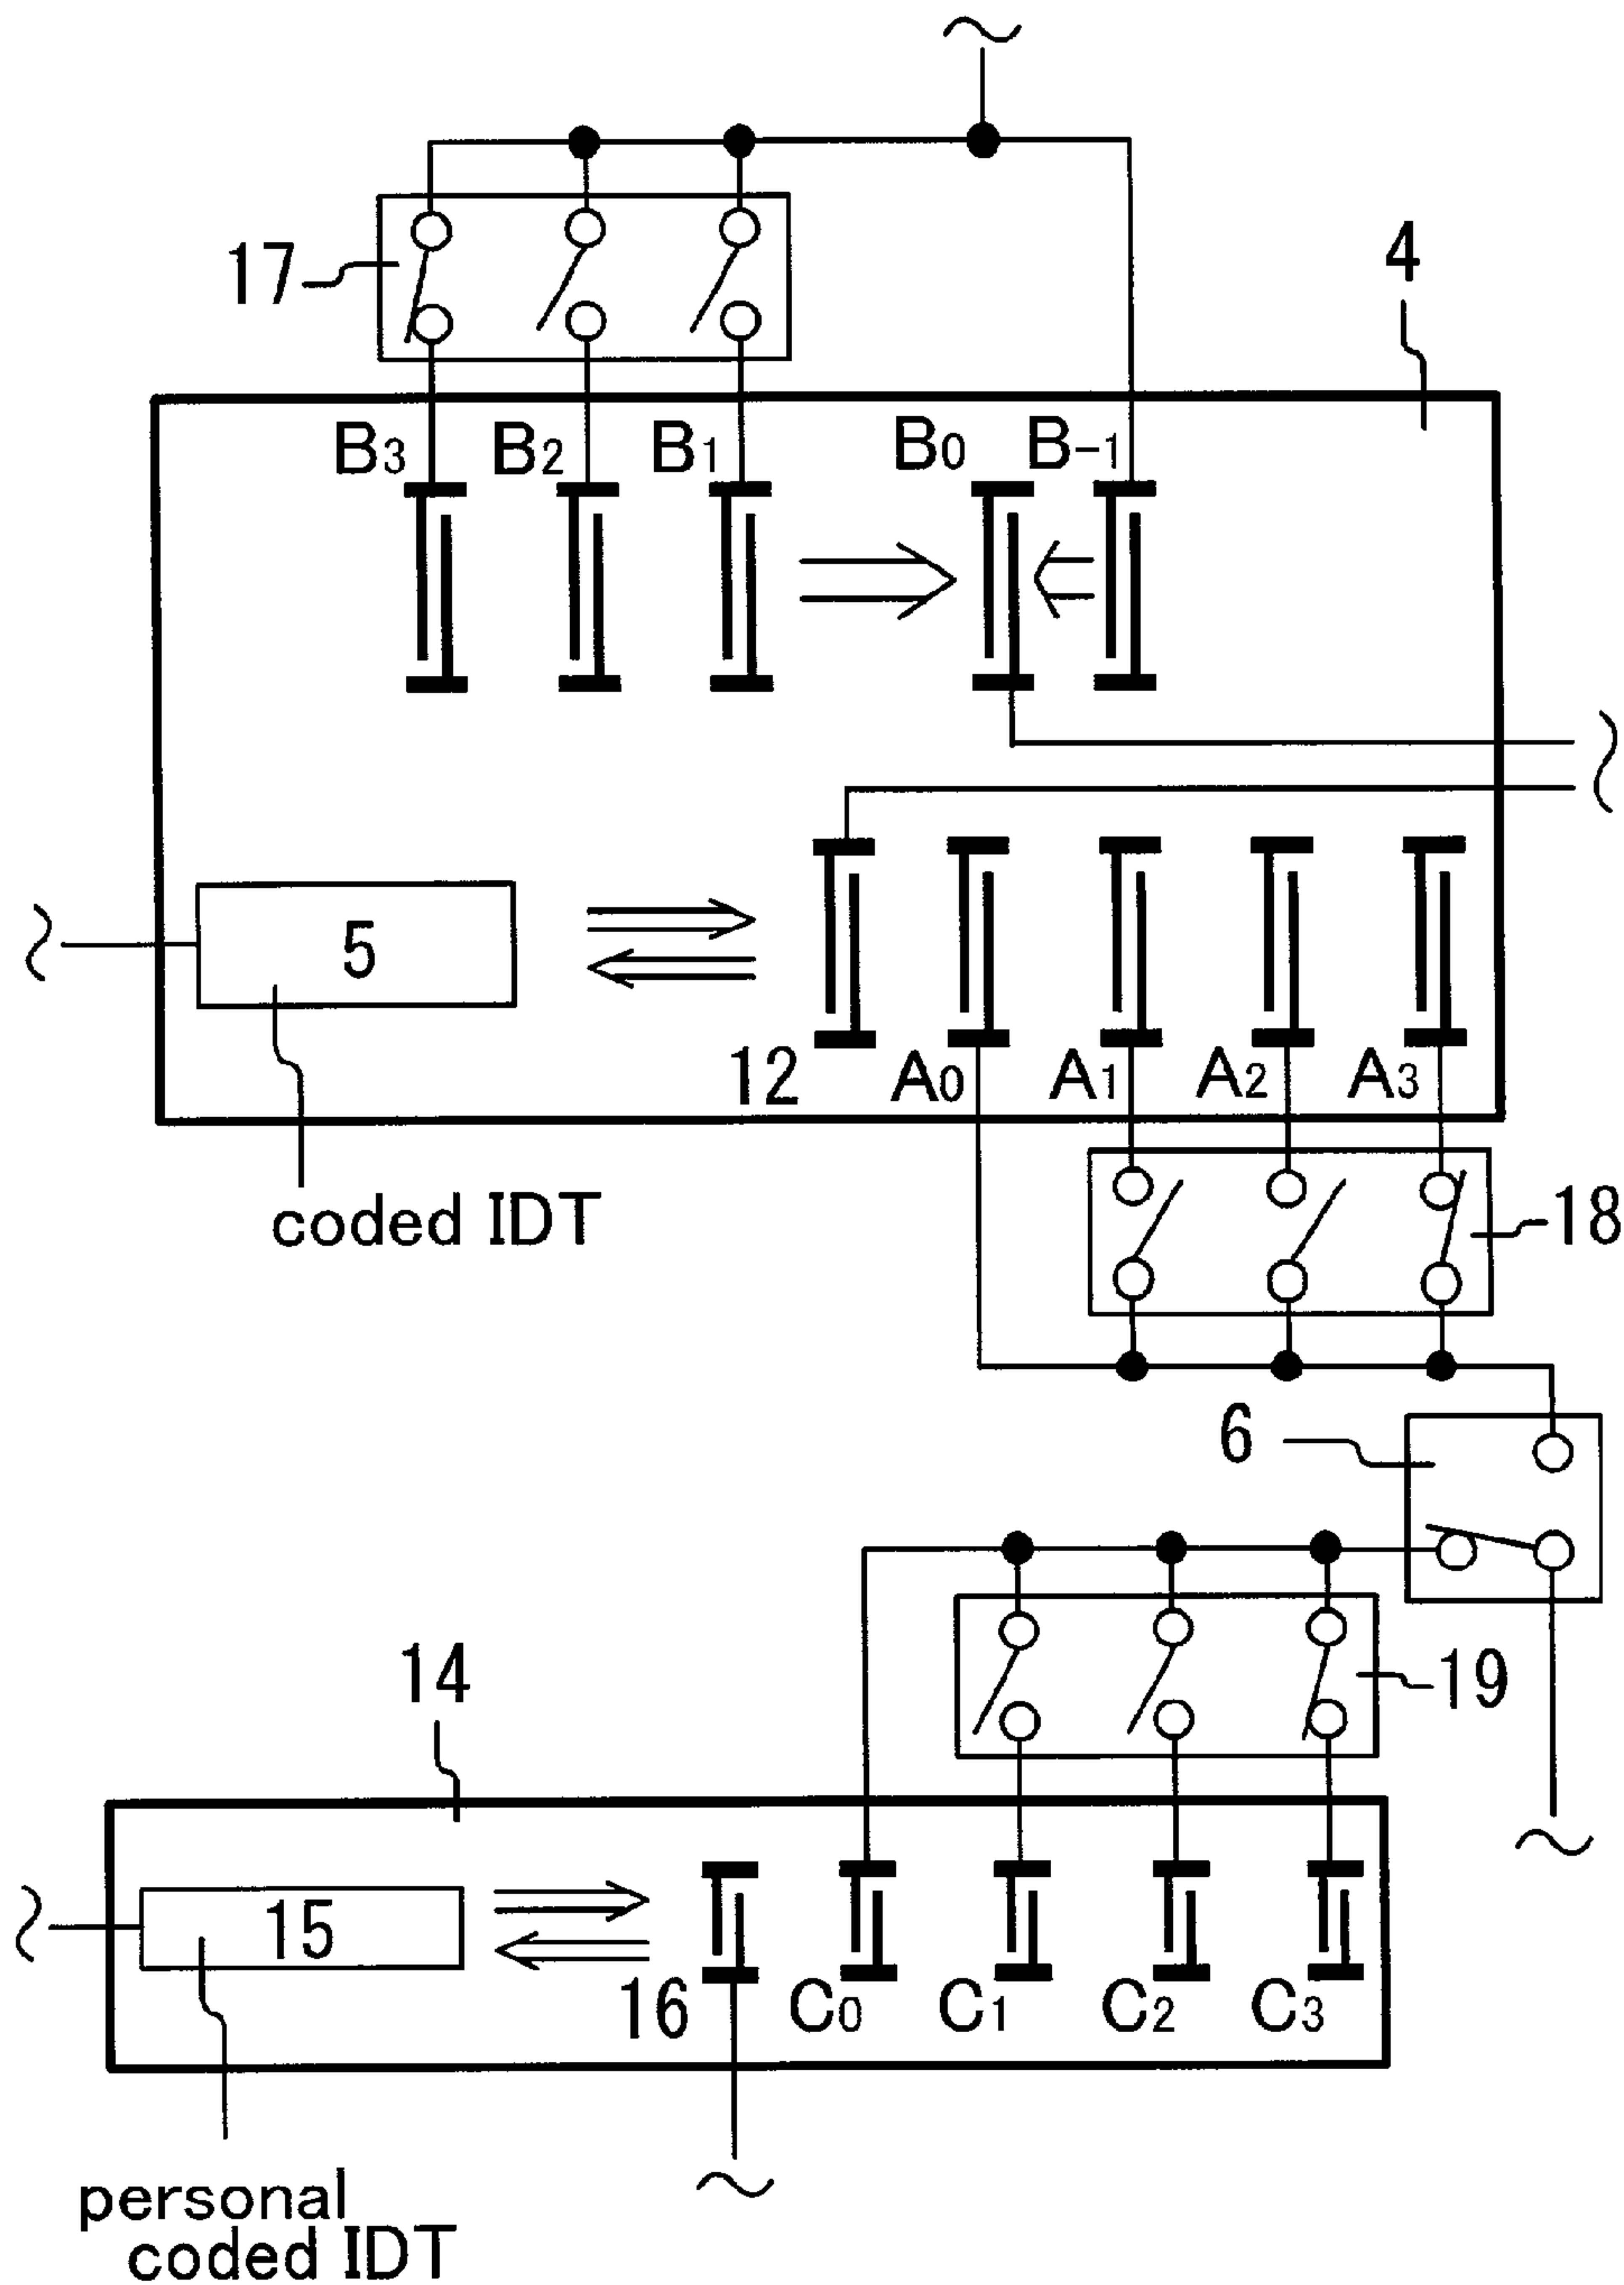 17
4
B3 B2 B1 B0 B-1
5
12 A0 A1 A2 A3
coded IDT
18
6
14
19
15
16 C0 C1 C2 C3
personal
coded IDT